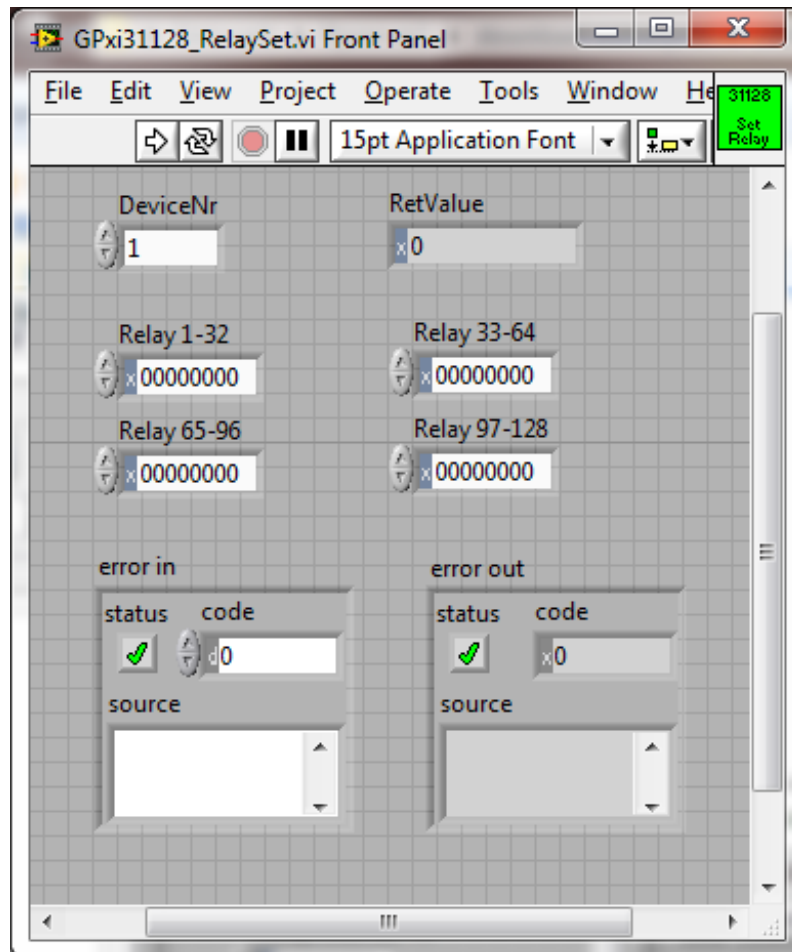 GPxi31128_RelaySet.vi Front Panel
File Edit View Project Operate Tools Window He
31128
Set
Relay
15pt Application Font
DeviceNr RetValue
1 x0
Relay 1-32 Relay 33-64
x00000000 x00000000
Relay 65-96 Relay 97-128
x00000000 x00000000
error in error out
status code status code
d0 x0
source source